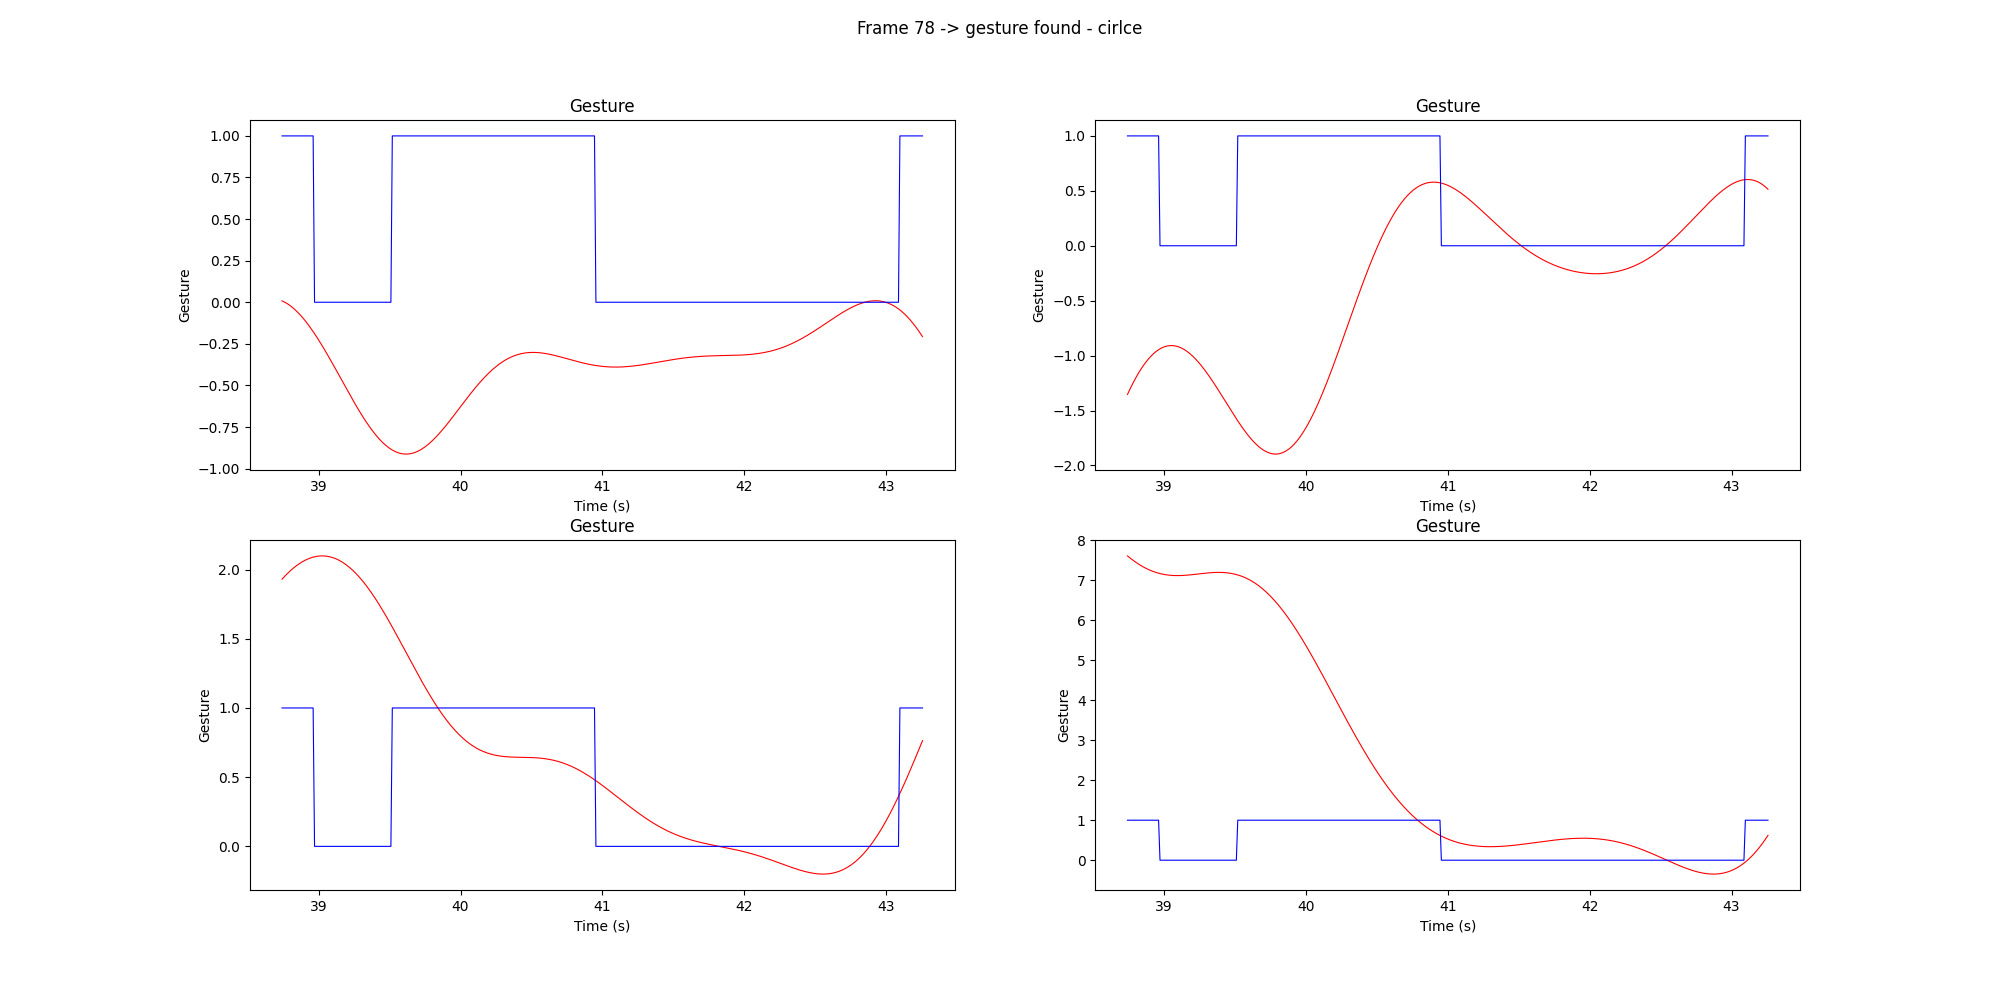 Frame 78 -> gesture found - cirlce
Gesture
1.00
0.75
0.50
0.25
0.00
−0.25
−0.50
−0.75
−1.00
Gesture
39 40 41 42 43
Time (s)
Gesture
1.0
0.5
0.0
−0.5
−1.0
−1.5
−2.0
Gesture
39 40 41 42 43
Time (s)
Gesture
2.0
1.5
1.0
0.5
0.0
Gesture
39 40 41 42 43
Time (s)
Gesture
8
7
6
5
4
3
2
1
0
Gesture
39 40 41 42 43
Time (s)